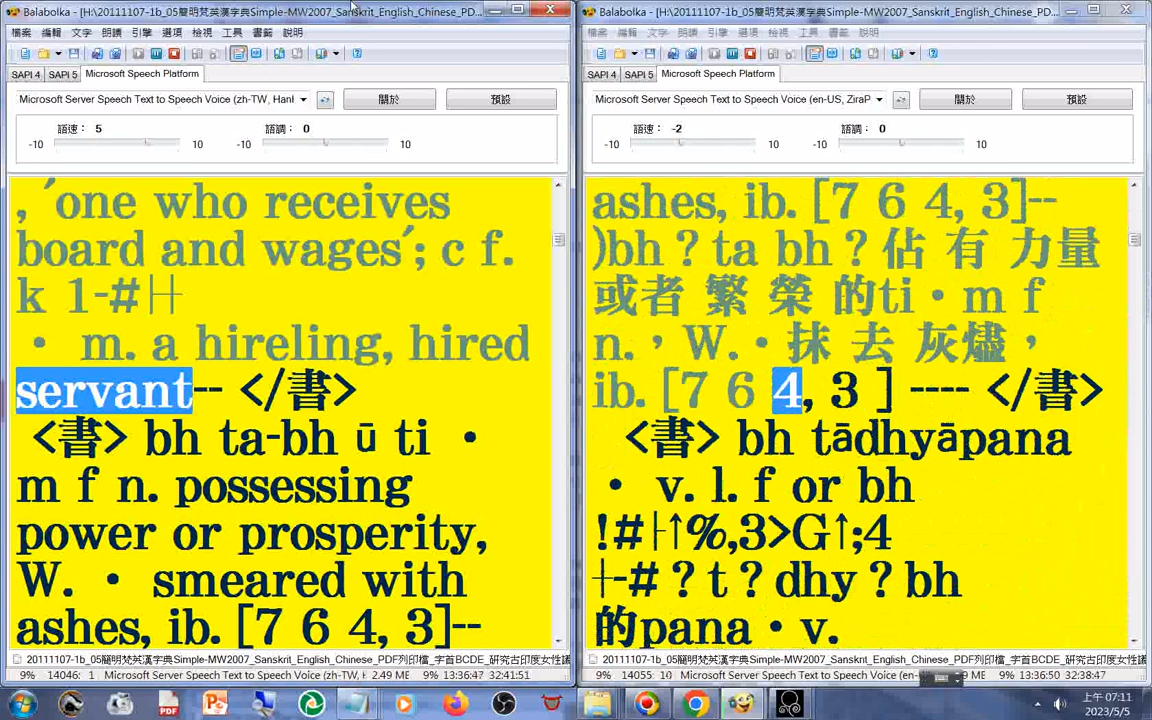 Balabolka - [H:\20111107-1b_05簡明梵英漢字典Simple-MW2007_Sanskrit_English_Chinese_PD...
檔案 編輯 文字 朗讀 引擎 選項 檢視 工具 書籤 說明
SAPI 4 SAPI 5 Microsoft Speech Platform
Microsoft Server Speech Text to Speech Voice (zh-TW, Hanl 關於 預設
語速： 5 語調： 0
-10 10 -10 10
, ´one who receives
board and wages´; c f.
k 1-#├┼
• m. a hireling, hired
servant-- </書>
<書> bh ta-bh ū ti •
m f n. possessing
power or prosperity,
W. • smeared with
ashes, ib. [7 6 4, 3]--
20111107-1b_05簡明梵英漢字典Simple-MW2007_Sanskrit_English_Chinese_PDF列印檔_字首BCDE_研究古印度女性議
9% 14046: 1 Microsoft Server Speech Text to Speech Voice (zh-TW, H 2.49 ME 9% 13:36:47 32:41:51
Balabolka - [H:\20111107-1b_05簡明梵英漢字典Simple-MW2007_Sanskrit_English_Chinese_PD...
檔案 編輯 文字 朗讀 引擎 選項 檢視 工具 書籤 說明
SAPI 4 SAPI 5 Microsoft Speech Platform
Microsoft Server Speech Text to Speech Voice (en-US, ZiraP 關於 預設
語速： -2 語調： 0
-10 10 -10 10
ashes, ib. [7 6 4, 3]--
)bh ? ta bh ? 佔 有 力量
或者 繁 榮 的ti • m f
n. , W. • 抹 去 灰燼 ,
ib. [7 6 4, 3 ] ---- </書>
<書> bh tādhyāpana
• v. l. f or bh
!#├↑%,3>G↑;4
┼-# ? t ? dhy ? bh
的pana • v.
20111107-1b_05簡明梵英漢字典Simple-MW2007_Sanskrit_English_Chinese_PDF列印檔_字首BCDE_研究古印度女性議
9% 14055: 10 Microsoft Server Speech Text to Speech Voice (en-U ME 9% 13:36:50 32:38:47
上午 07:11
2023/5/5